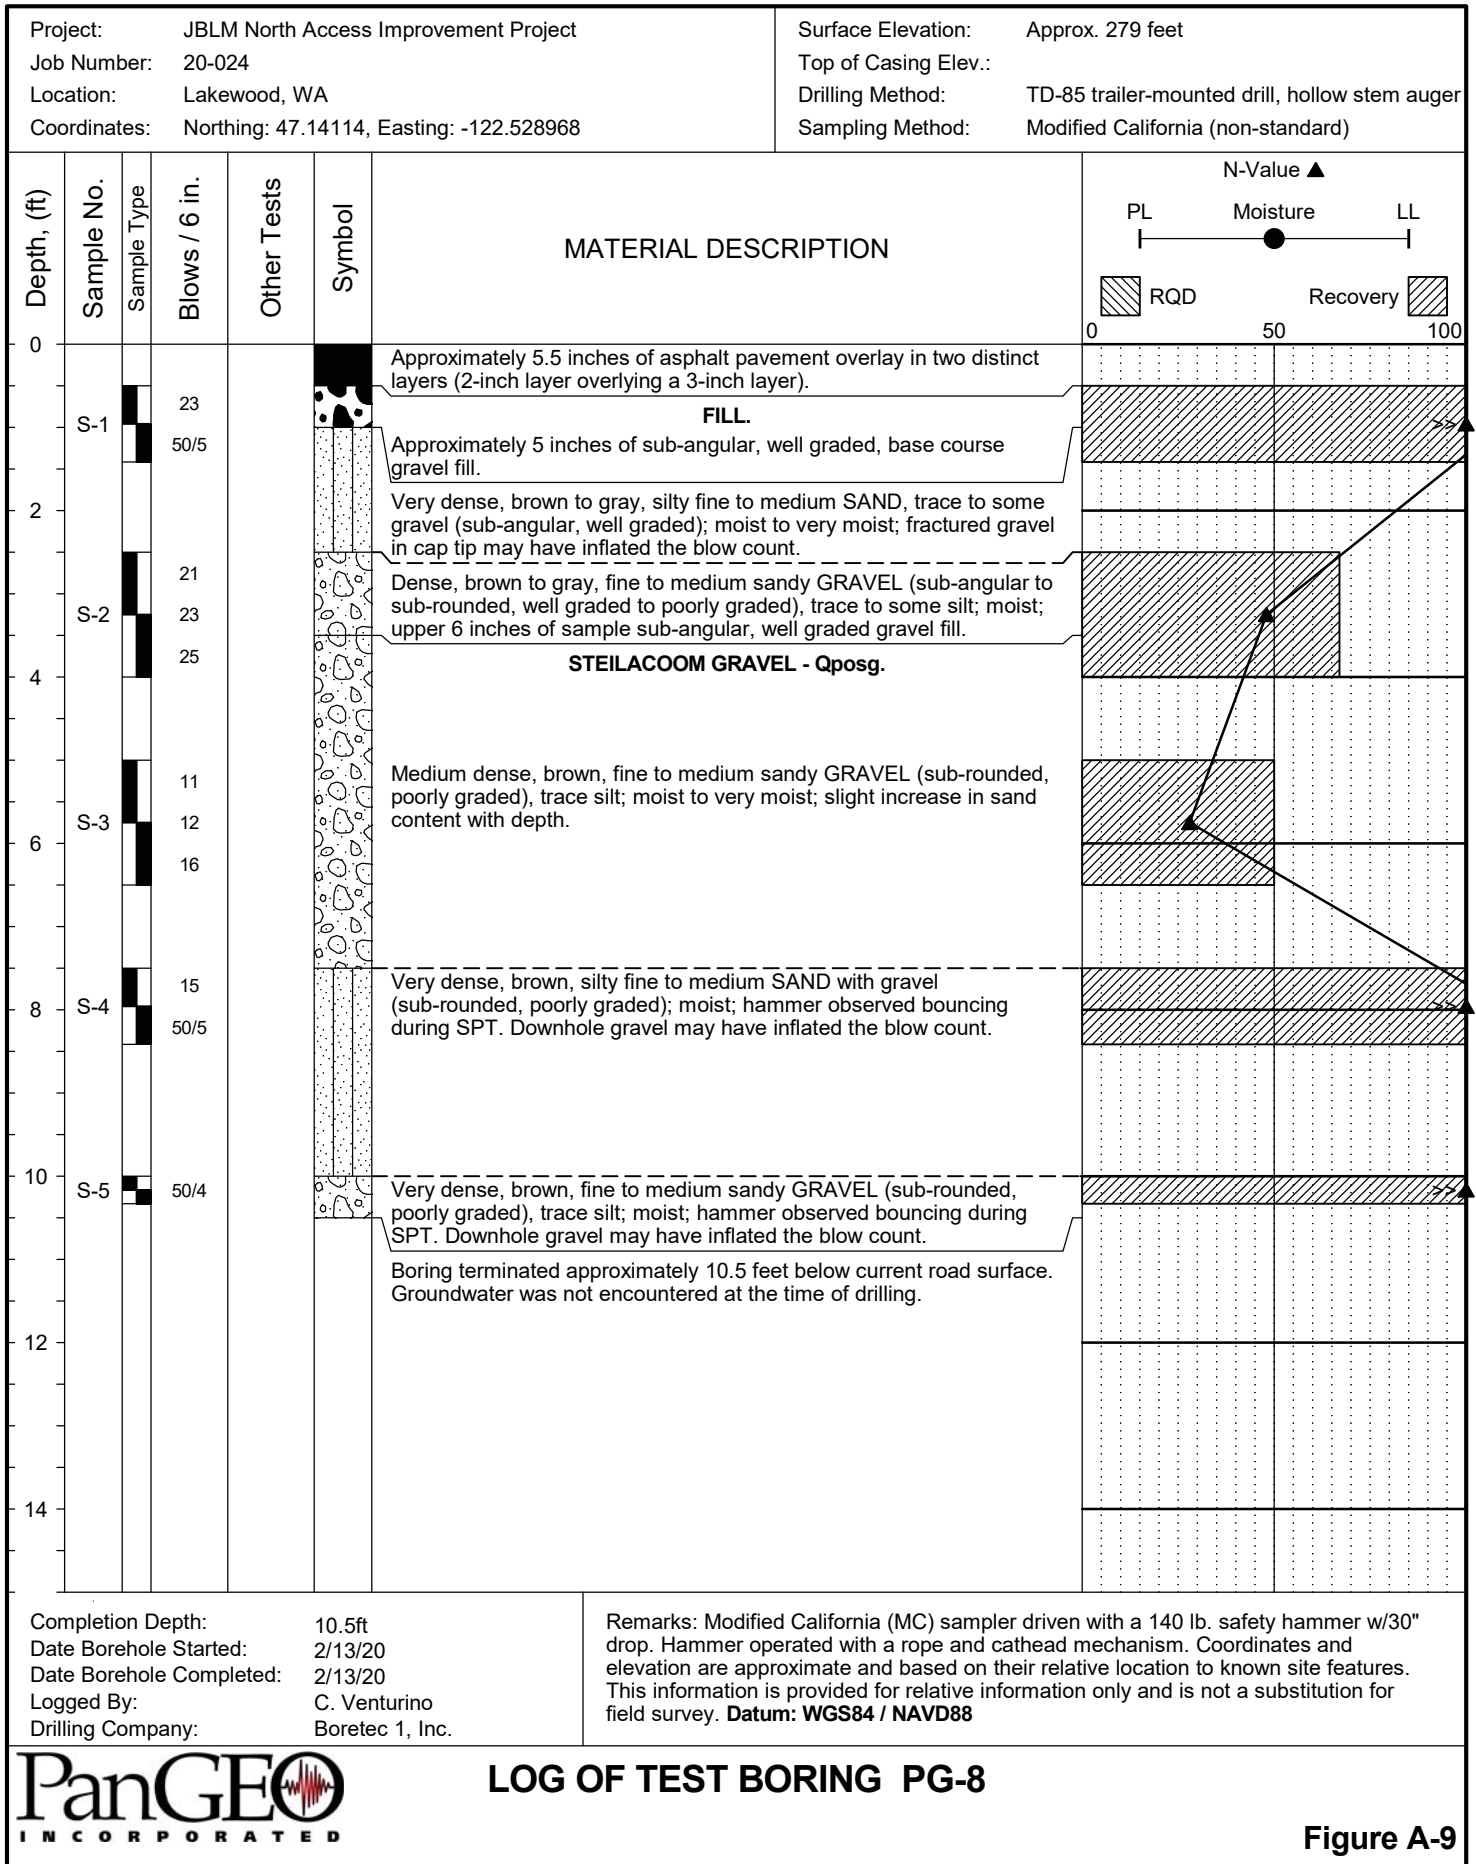 Project: JBLM North Access Improvement Project
Job Number: 20-024
Location: Lakewood, WA
Coordinates: Northing: 47.14114, Easting: -122.528968
Surface Elevation: Approx. 279 feet
Top of Casing Elev.:
Drilling Method: TD-85 trailer-mounted drill, hollow stem auger
Sampling Method: Modified California (non-standard)
Depth, (ft)
Sample No.
Sample Type
Blows / 6 in.
Other Tests
Symbol
MATERIAL DESCRIPTION
N-Value ▲
PL Moisture LL
RQD Recovery
0 50 100
0
Approximately 5.5 inches of asphalt pavement overlay in two distinct
layers (2-inch layer overlying a 3-inch layer).
S-1
23
50/5
FILL.
>>
Approximately 5 inches of sub-angular, well graded, base course
gravel fill.
2
Very dense, brown to gray, silty fine to medium SAND, trace to some
gravel (sub-angular, well graded); moist to very moist; fractured gravel
in cap tip may have inflated the blow count.
S-2
21
23
25
Dense, brown to gray, fine to medium sandy GRAVEL (sub-angular to
sub-rounded, well graded to poorly graded), trace to some silt; moist;
upper 6 inches of sample sub-angular, well graded gravel fill.
4
STEILACOOM GRAVEL - Qposg.
S-3
11
12
16
Medium dense, brown, fine to medium sandy GRAVEL (sub-rounded,
poorly graded), trace silt; moist to very moist; slight increase in sand
content with depth.
6
8
S-4
15
50/5
Very dense, brown, silty fine to medium SAND with gravel
(sub-rounded, poorly graded); moist; hammer observed bouncing
during SPT. Downhole gravel may have inflated the blow count.
>>
10
S-5
50/4
Very dense, brown, fine to medium sandy GRAVEL (sub-rounded,
poorly graded), trace silt; moist; hammer observed bouncing during
SPT. Downhole gravel may have inflated the blow count.
>>
Boring terminated approximately 10.5 feet below current road surface.
Groundwater was not encountered at the time of drilling.
12
14
Completion Depth: 10.5ft
Date Borehole Started: 2/13/20
Date Borehole Completed: 2/13/20
Logged By: C. Venturino
Drilling Company: Boretec 1, Inc.
Remarks: Modified California (MC) sampler driven with a 140 lb. safety hammer w/30"
drop. Hammer operated with a rope and cathead mechanism. Coordinates and
elevation are approximate and based on their relative location to known site features.
This information is provided for relative information only and is not a substitution for
field survey. Datum: WGS84 / NAVD88
PanGEO
INCORPORATED
LOG OF TEST BORING PG-8
Figure A-9